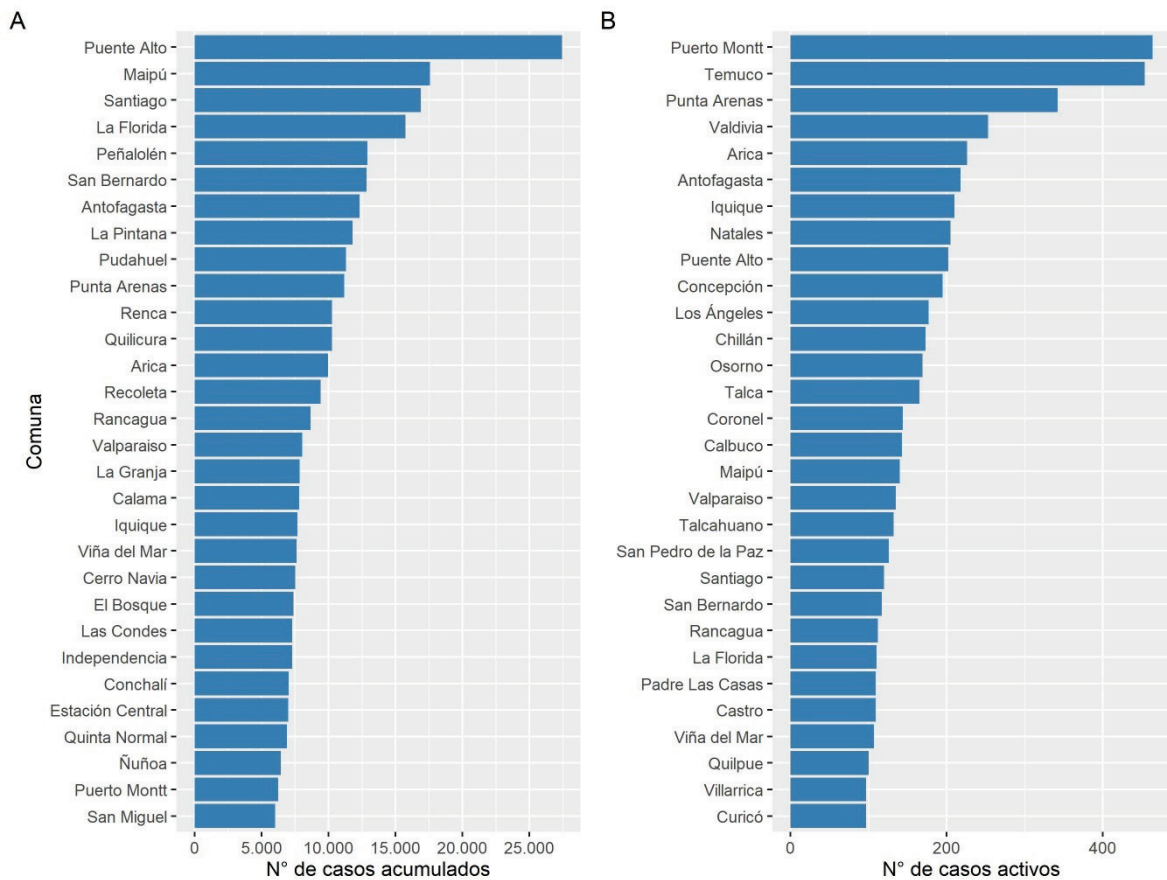 A
Comuna
Puente Alto
Maipú
Santiago
La Florida
Peñalolén
San Bernardo
Antofagasta
La Pintana
Pudahuel
Punta Arenas
Renca
Quilicura
Arica
Recoleta
Rancagua
Valparaiso
La Granja
Calama
Iquique
Viña del Mar
Cerro Navia
El Bosque
Las Condes
Independencia
Conchalí
Estación Central
Quinta Normal
Ñuñoa
Puerto Montt
San Miguel
0 5.000 10.000 15.000 20.000 25.000
N° de casos acumulados
B
Puerto Montt
Temuco
Punta Arenas
Valdivia
Arica
Antofagasta
Iquique
Natales
Puente Alto
Concepción
Los Ángeles
Chillán
Osorno
Talca
Coronel
Calbuco
Maipú
Valparaiso
Talcahuano
San Pedro de la Paz
Santiago
San Bernardo
Rancagua
La Florida
Padre Las Casas
Castro
Viña del Mar
Quilpue
Villarrica
Curicó
0 200 400
N° de casos activos